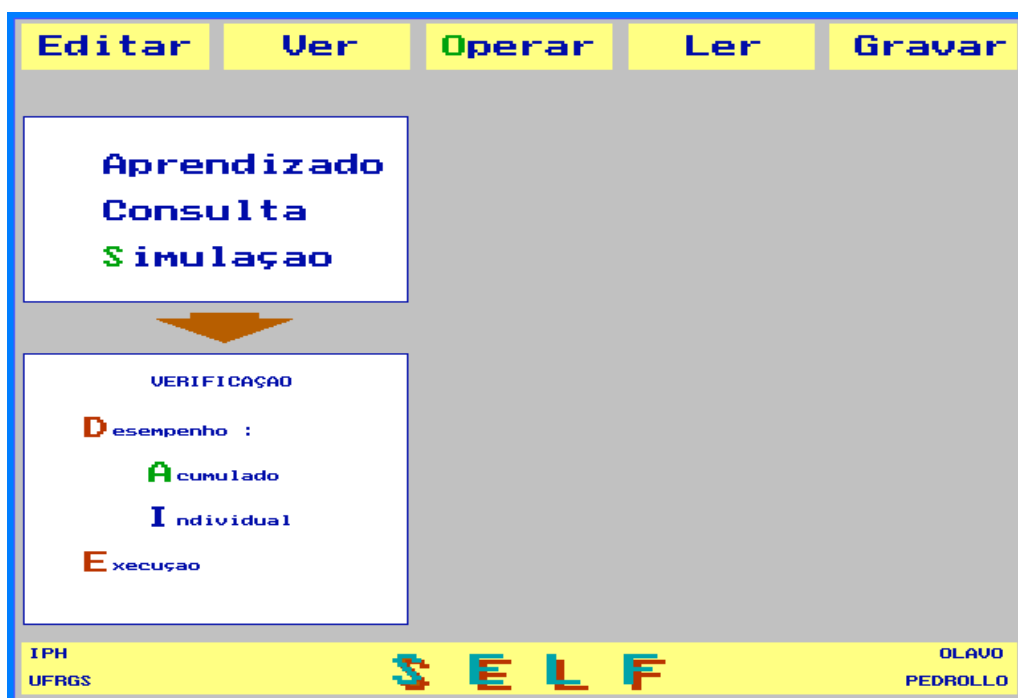 Editar Ver Operar Ler Gravar
Aprendizado
Consulta
Simulaçao
VERIFICAÇAO
Desempenho :
Acumulado
Individual
Execuçao
IPH
UFRGS
SELF
OLAVO
PEDROLLO